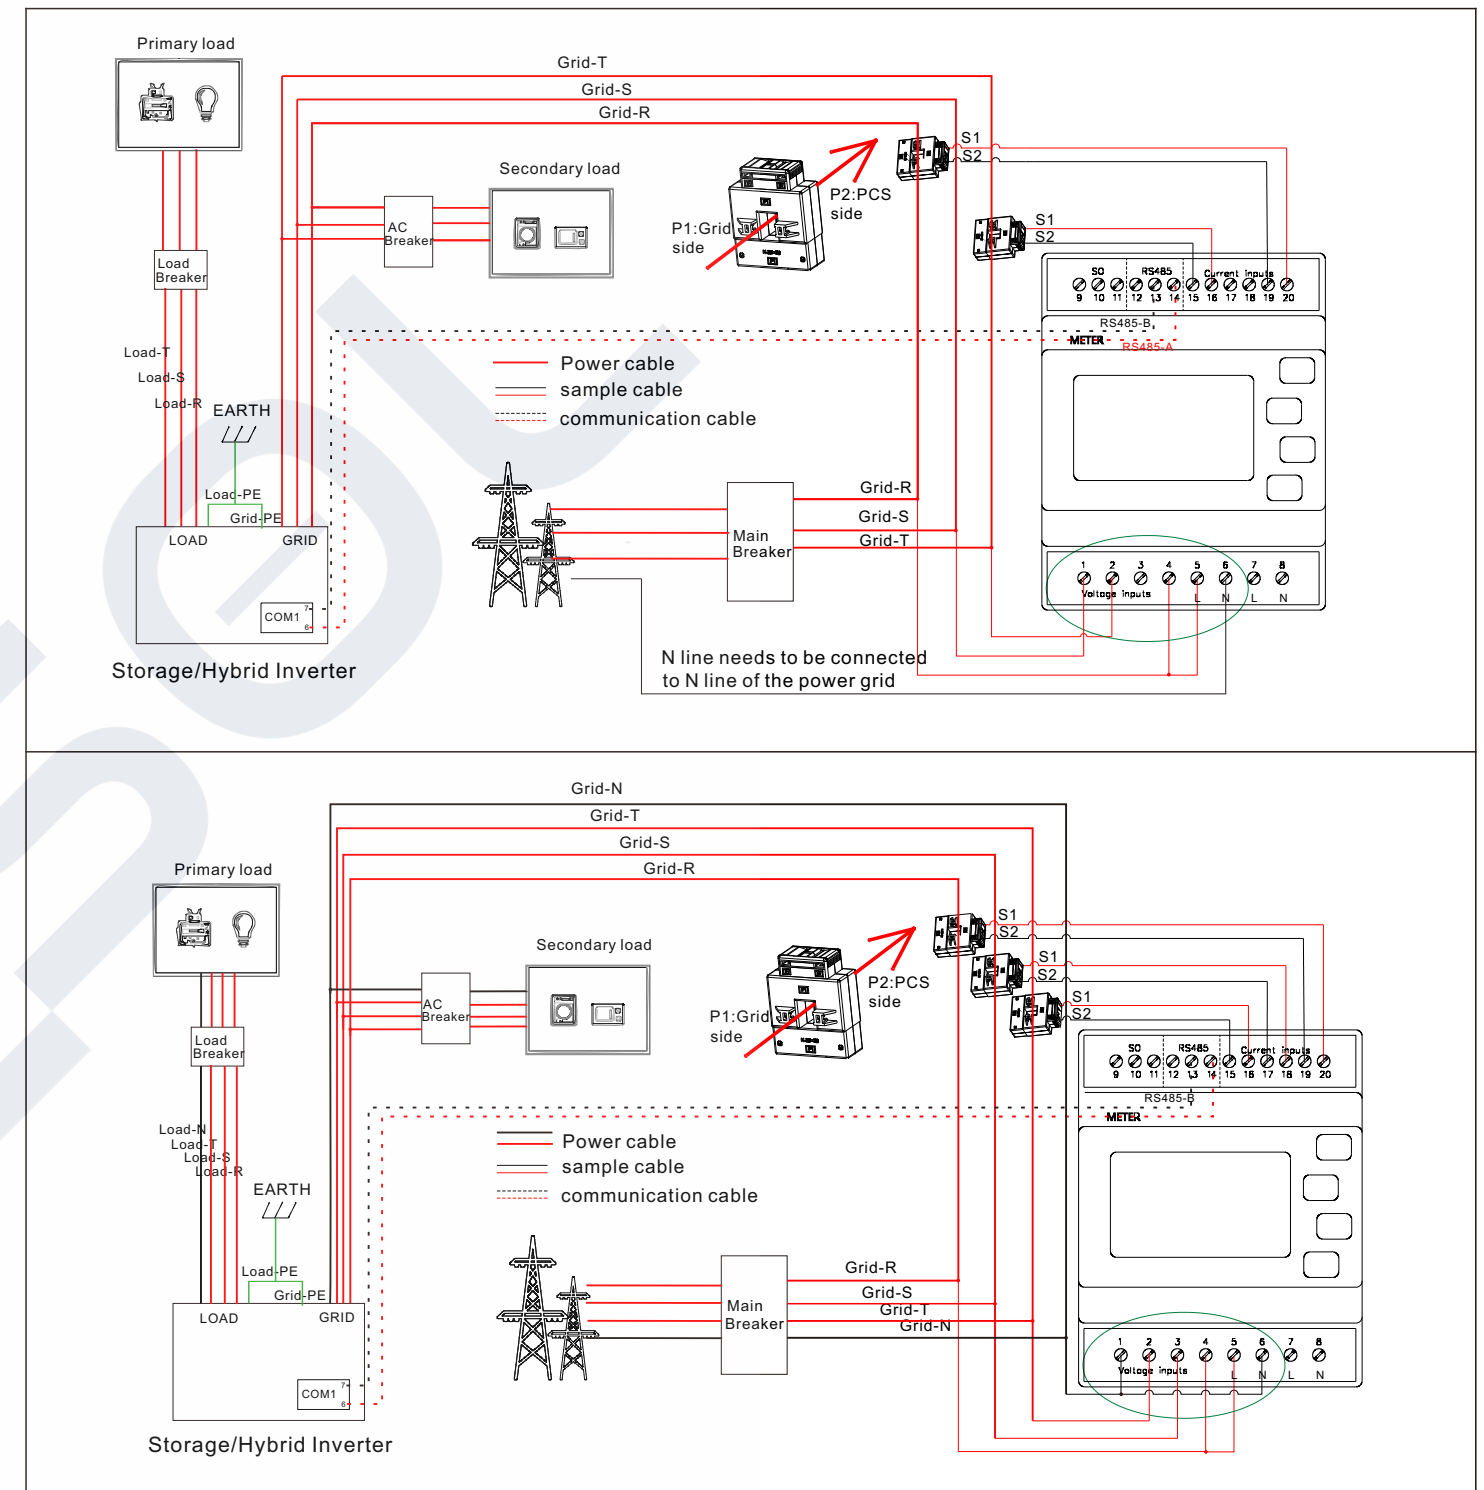 Primary load
Grid-T
Grid-S
Grid-R
S1
S2
Secondary load
P2:PCS
side
P1:Grid
side
S1
S2
AC
Breaker
Load
Breaker
SO
RS485
Current inputs
9 10 11 12 13 14 15 16 17 18 19 20
RS485-B
METER
RS485-A
Load-T
Load-S
Load-R
Power cable
sample cable
communication cable
EARTH
Load-PE
Grid-PE
LOAD
GRID
Grid-R
Grid-S
Grid-T
Main
Breaker
1 2 3 4 5 6 7 8
Voltage inputs
L N L N
COM1
7
6
Storage/Hybrid Inverter
N line needs to be connected
to N line of the power grid
Grid-N
Grid-T
Grid-S
Grid-R
Primary load
S1
S2
Secondary load
S1
S2
P2:PCS
side
S1
S2
P1:Grid
side
AC
Breaker
Load
Breaker
SO
RS485
Current inputs
9 10 11 12 13 14 15 16 17 18 19 20
RS485-B
METER
Load-N
Load-T
Load-S
Load-R
Power cable
sample cable
communication cable
EARTH
Load-PE
Grid-PE
LOAD
GRID
Grid-R
Grid-S
Grid-T
Grid-N
Main
Breaker
1 2 3 4 5 6 7 8
Voltage inputs
L N L N
COM1
7
6
Storage/Hybrid Inverter